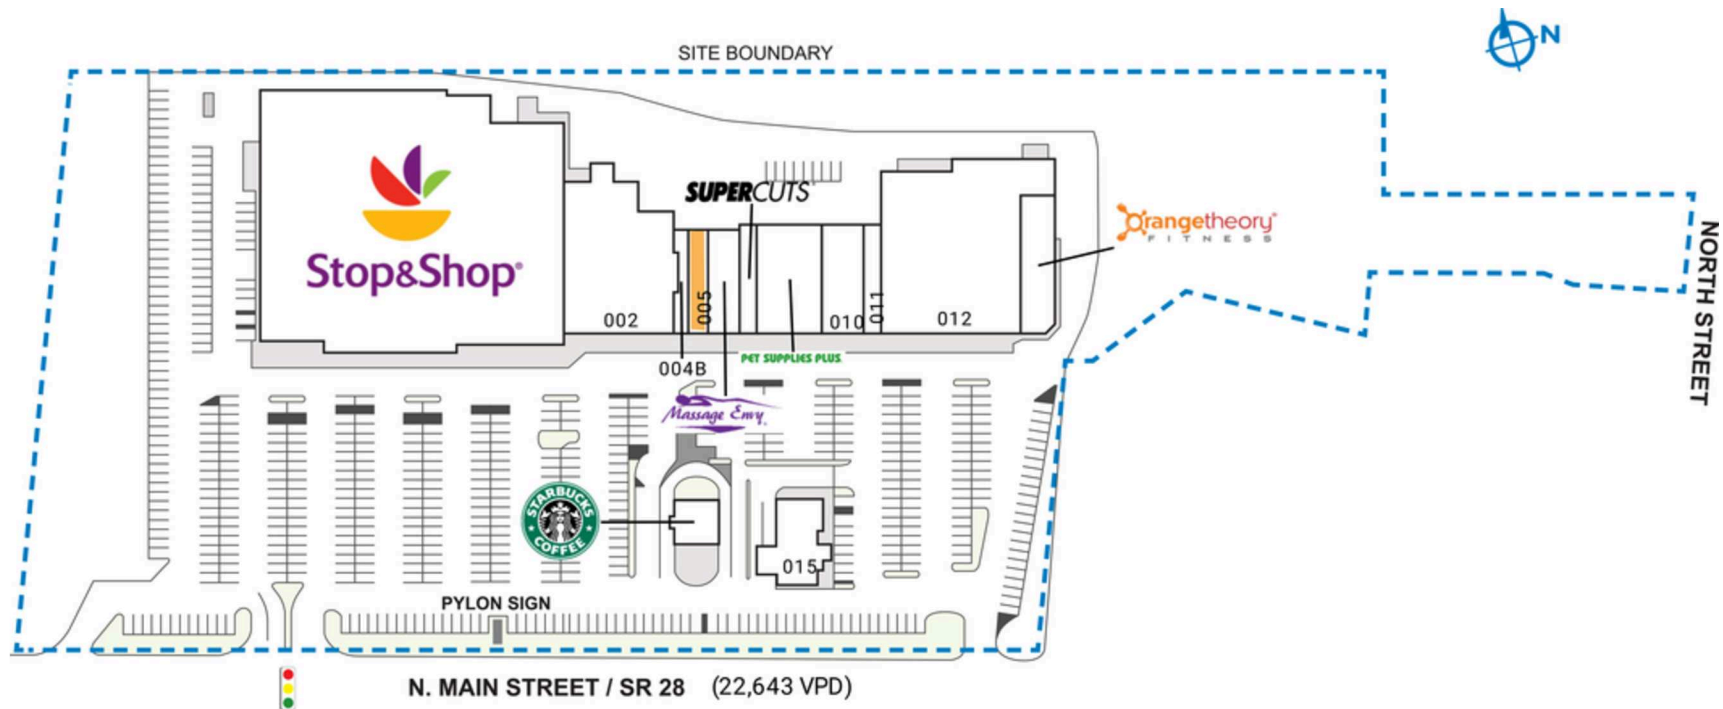 SITE BOUNDARY
N
SUPERCUTS
Stop&Shop®
Orangetheory®
FITNESS
NORTH STREET
002
005
010
011
012
004B
PET SUPPLIES PLUS
Massage Envy
STARBUCKS
COFFEE
015
PYLON SIGN
N. MAIN STREET / SR 28 (22,643 VPD)